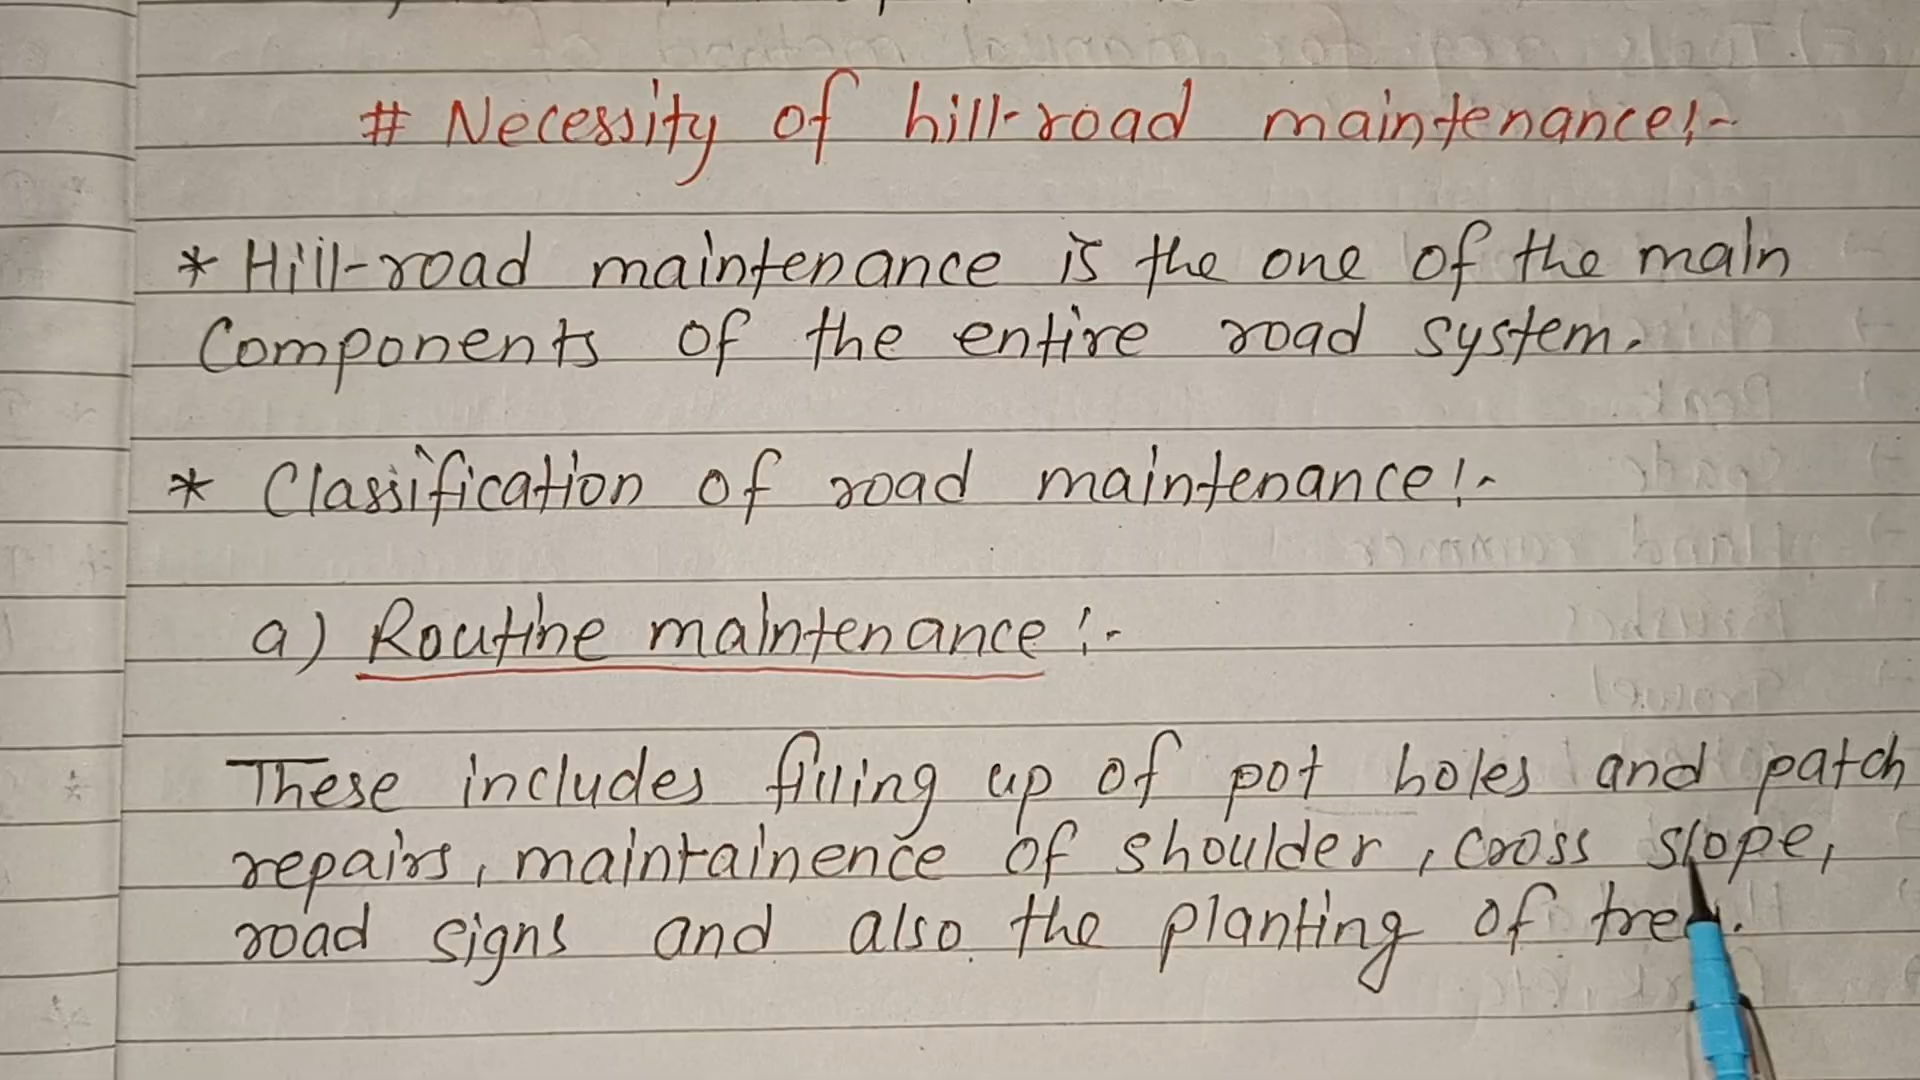 # Necessity of hill-road maintenance:-
* Hill-road maintenance is the one of the main
Components of the entire road system.
* Classification of road maintenance:-
a) Routine maintenance :-
These includes filling up of pot holes and patch
repairs, maintainence of shoulder, cross slope,
road signs and also the planting of